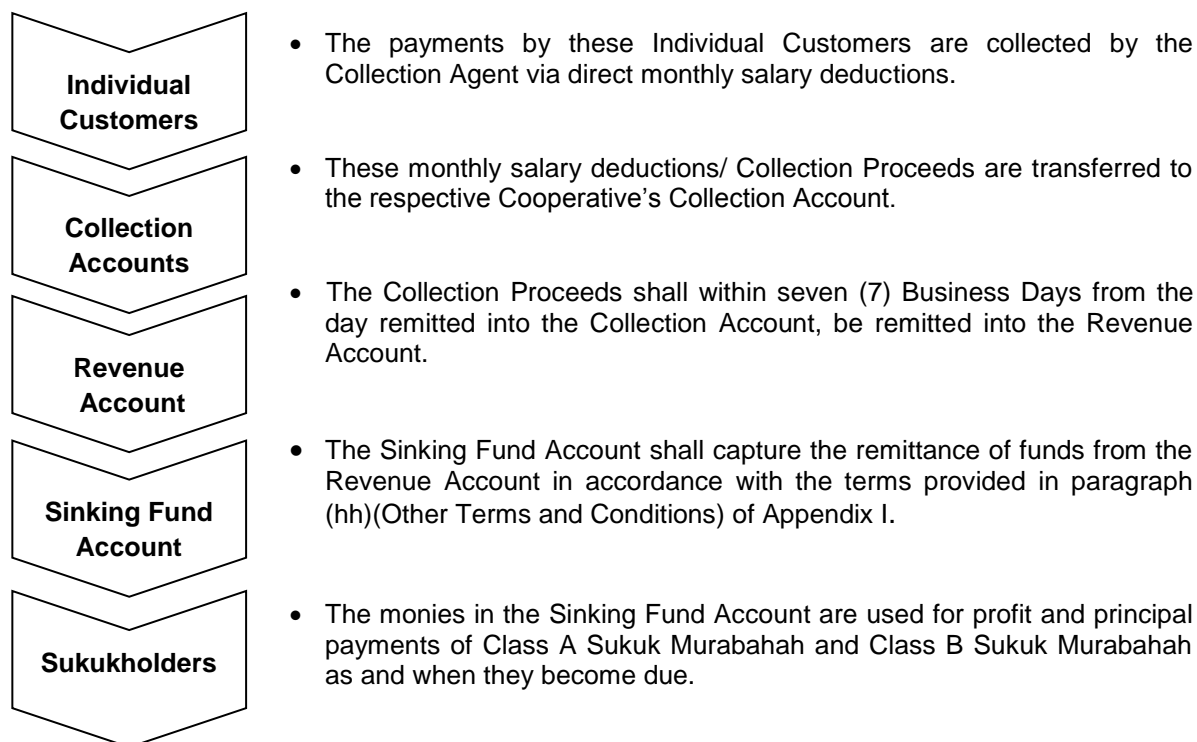 Individual
Customers
• The payments by these Individual Customers are collected by the
Collection Agent via direct monthly salary deductions.
Collection
Accounts
• These monthly salary deductions/ Collection Proceeds are transferred to
the respective Cooperative’s Collection Account.
Revenue
Account
• The Collection Proceeds shall within seven (7) Business Days from the
day remitted into the Collection Account, be remitted into the Revenue
Account.
Sinking Fund
Account
• The Sinking Fund Account shall capture the remittance of funds from the
Revenue Account in accordance with the terms provided in paragraph
(hh)(Other Terms and Conditions) of Appendix I.
Sukukholders
• The monies in the Sinking Fund Account are used for profit and principal
payments of Class A Sukuk Murabahah and Class B Sukuk Murabahah
as and when they become due.